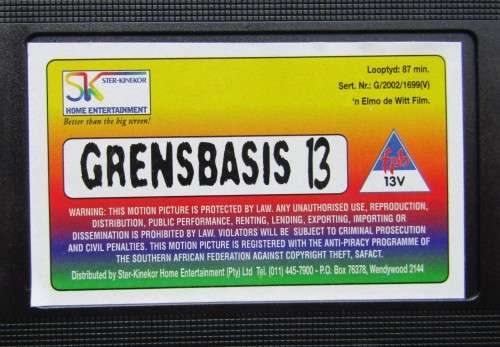 Looptyd: 87 min.
STER-KINEKOR
Sert. Nr.: G/2002/1699(V)
SK
HOME ENTERTAINMENT
'n Elmo de Witt Film.
Better than the big screen!
GRENSBASIS 13
fpb
13V
WARNING: THIS MOTION PICTURE IS PROTECTED BY LAW. ANY UNAUTHORISED USE, REPRODUCTION,
DISTRIBUTION, PUBLIC PERFORMANCE, RENTING, LENDING, EXPORTING, IMPORTING OR
DISSEMINATION IS PROHIBITED BY LAW. VIOLATORS WILL BE SUBJECT TO CRIMINAL PROSECUTION
AND CIVIL PENALTIES. THIS MOTION PICTURE IS REGISTERED WITH THE ANTI-PIRACY PROGRAMME OF
THE SOUTHERN AFRICAN FEDERATION AGAINST COPYRIGHT THEFT, SAFACT.
Distributed by Ster-Kinekor Home Entertainment (Pty) Ltd Tel. (011) 445-7900 - P.O. Box 76378, Wendywood 2144